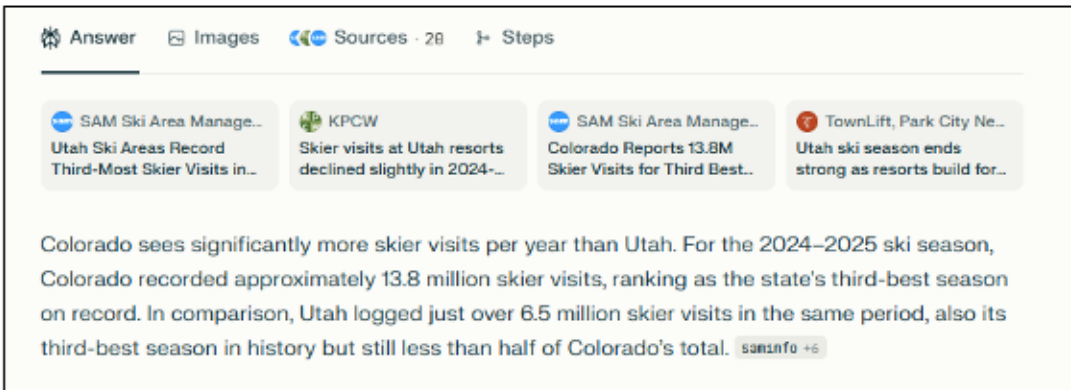 Answer Images Sources · 20 Steps
SAM Ski Area Manage...
Utah Ski Areas Record
Third-Most Skier Visits in...
KPCW
Skier visits at Utah resorts
declined slightly in 2024-...
SAM Ski Area Manage...
Colorado Reports 13.8M
Skier Visits for Third Best...
TownLift, Park City Ne...
Utah ski season ends
strong as resorts build for...
Colorado sees significantly more skier visits per year than Utah. For the 2024–2025 ski season,
Colorado recorded approximately 13.8 million skier visits, ranking as the state's third-best season
on record. In comparison, Utah logged just over 6.5 million skier visits in the same period, also its
third-best season in history but still less than half of Colorado's total. saminfo +6